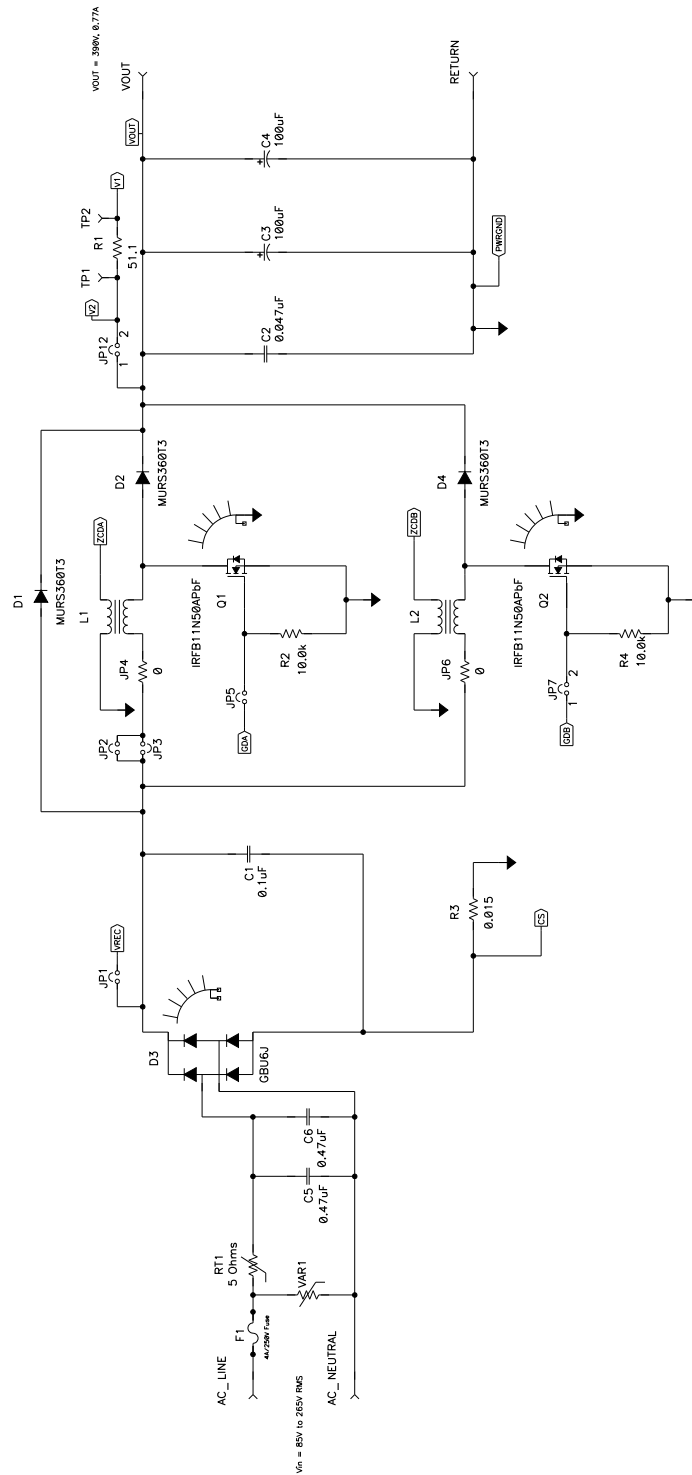 VOUT = 390V, 0.77A
VOUT
RETURN
VOUT
V1
TP2
R1
51.1
TP1
V2
JP12
1
2
C4
100uF
+
C3
100uF
+
C2
0.047uF
PWRGND
D1
MURS360T3
D2
MURS360T3
ZCDA
L1
JP4
0
JP2
JP3
Q1
IRFB11N50APbF
R2
10.0k
JP5
GDA
D4
MURS360T3
ZCDB
L2
JP6
0
Q2
IRFB11N50APbF
R4
10.0k
JP7
1
2
GDB
C1
0.1uF
R3
0.015
CS
VREC
JP1
D3
GBU6J
C6
0.47uF
C5
0.47uF
RT1
5 Ohms
VAR1
F1
4A/250V Fuse
AC_LINE
AC_NEUTRAL
Vin = 85V to 265V RMS